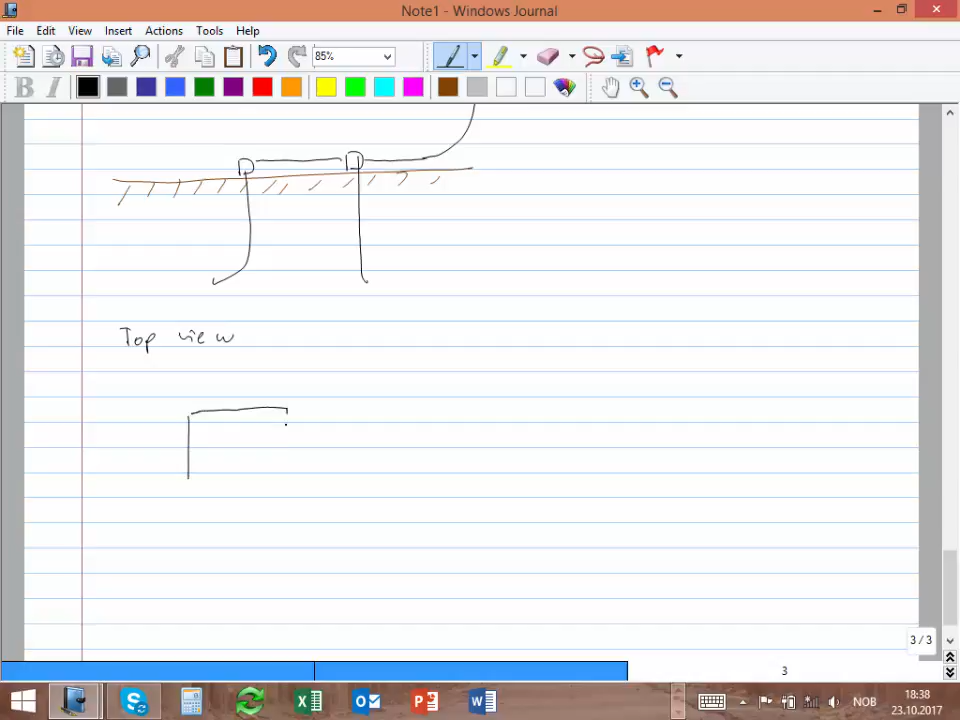 Note1 - Windows Journal
File Edit View Insert Actions Tools Help
85%
B I
Top view
3 / 3
3
NOB
18:38
23.10.2017